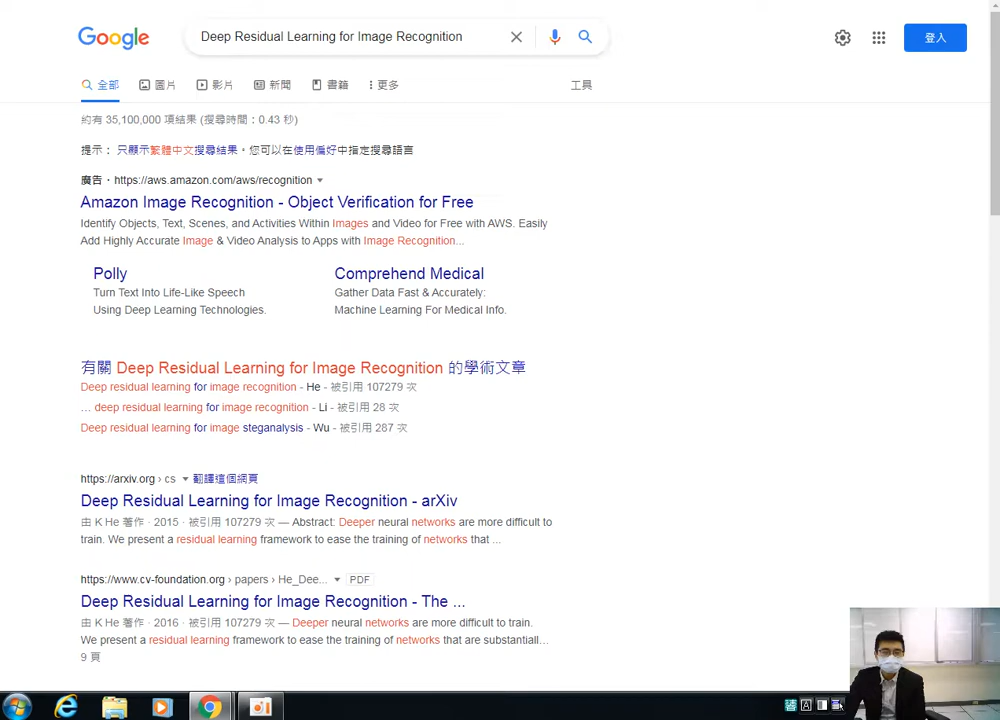 Google
Deep Residual Learning for Image Recognition
登入
全部
圖片
影片
新聞
書籍
更多
工具
約有 35,100,000 項結果 (搜尋時間：0.43 秒)
提示： 只顯示繁體中文搜尋結果。您可以在使用偏好中指定搜尋語言
廣告 · https://aws.amazon.com/aws/recognition
Amazon Image Recognition - Object Verification for Free
Identify Objects, Text, Scenes, and Activities Within Images and Video for Free with AWS. Easily
Add Highly Accurate Image & Video Analysis to Apps with Image Recognition...
Polly
Turn Text Into Life-Like Speech
Using Deep Learning Technologies.
Comprehend Medical
Gather Data Fast & Accurately:
Machine Learning For Medical Info.
有關 Deep Residual Learning for Image Recognition 的學術文章
Deep residual learning for image recognition - He - 被引用 107279 次
... deep residual learning for image recognition - Li - 被引用 28 次
Deep residual learning for image steganalysis - Wu - 被引用 287 次
https://arxiv.org › cs 翻譯這個網頁
Deep Residual Learning for Image Recognition - arXiv
由 K He 著作 · 2015 · 被引用 107279 次 — Abstract: Deeper neural networks are more difficult to
train. We present a residual learning framework to ease the training of networks that ...
https://www.cv-foundation.org › papers › He_Dee... PDF
Deep Residual Learning for Image Recognition - The ...
由 K He 著作 · 2016 · 被引用 107279 次 — Deeper neural networks are more difficult to train.
We present a residual learning framework to ease the training of networks that are substantiall...
9 頁
A